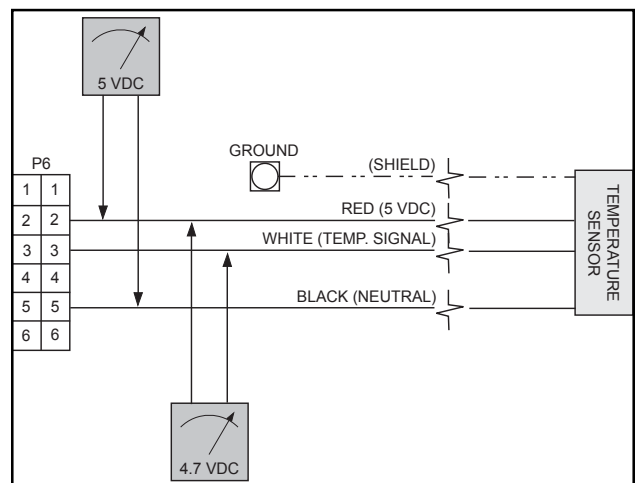 5 VDC
P6
1 1
2 2
3 3
4 4
5 5
6 6
GROUND
(SHIELD)
RED (5 VDC)
WHITE (TEMP. SIGNAL)
BLACK (NEUTRAL)
TEMPERATURE
SENSOR
4.7 VDC